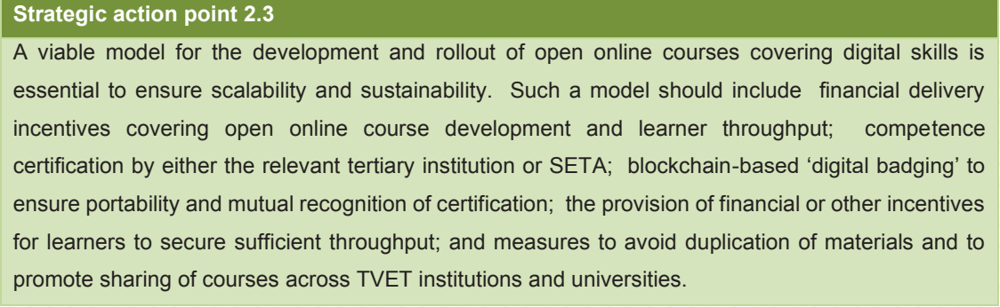 Strategic action point 2.3
A viable model for the development and rollout of open online courses covering digital skills is
essential to ensure scalability and sustainability. Such a model should include financial delivery
incentives covering open online course development and learner throughput; competence
certification by either the relevant tertiary institution or SETA; blockchain-based ‘digital badging’ to
ensure portability and mutual recognition of certification; the provision of financial or other incentives
for learners to secure sufficient throughput; and measures to avoid duplication of materials and to
promote sharing of courses across TVET institutions and universities.